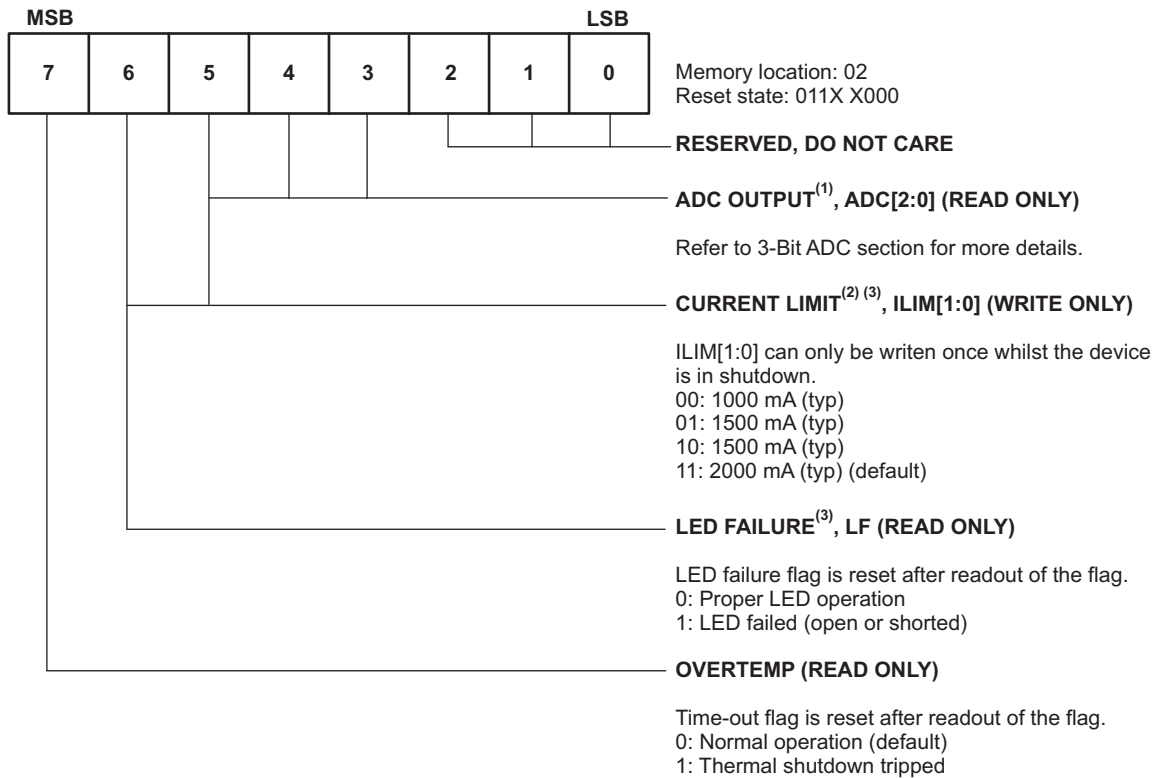 MSB LSB
7 6 5 4 3 2 1 0
Memory location: 02
Reset state: 011X X000
RESERVED, DO NOT CARE
ADC OUTPUT(1), ADC[2:0] (READ ONLY)
Refer to 3-Bit ADC section for more details.
CURRENT LIMIT(2) (3), ILIM[1:0] (WRITE ONLY)
ILIM[1:0] can only be writen once whilst the device
is in shutdown.
00: 1000 mA (typ)
01: 1500 mA (typ)
10: 1500 mA (typ)
11: 2000 mA (typ) (default)
LED FAILURE(3), LF (READ ONLY)
LED failure flag is reset after readout of the flag.
0: Proper LED operation
1: LED failed (open or shorted)
OVERTEMP (READ ONLY)
Time-out flag is reset after readout of the flag.
0: Normal operation (default)
1: Thermal shutdown tripped